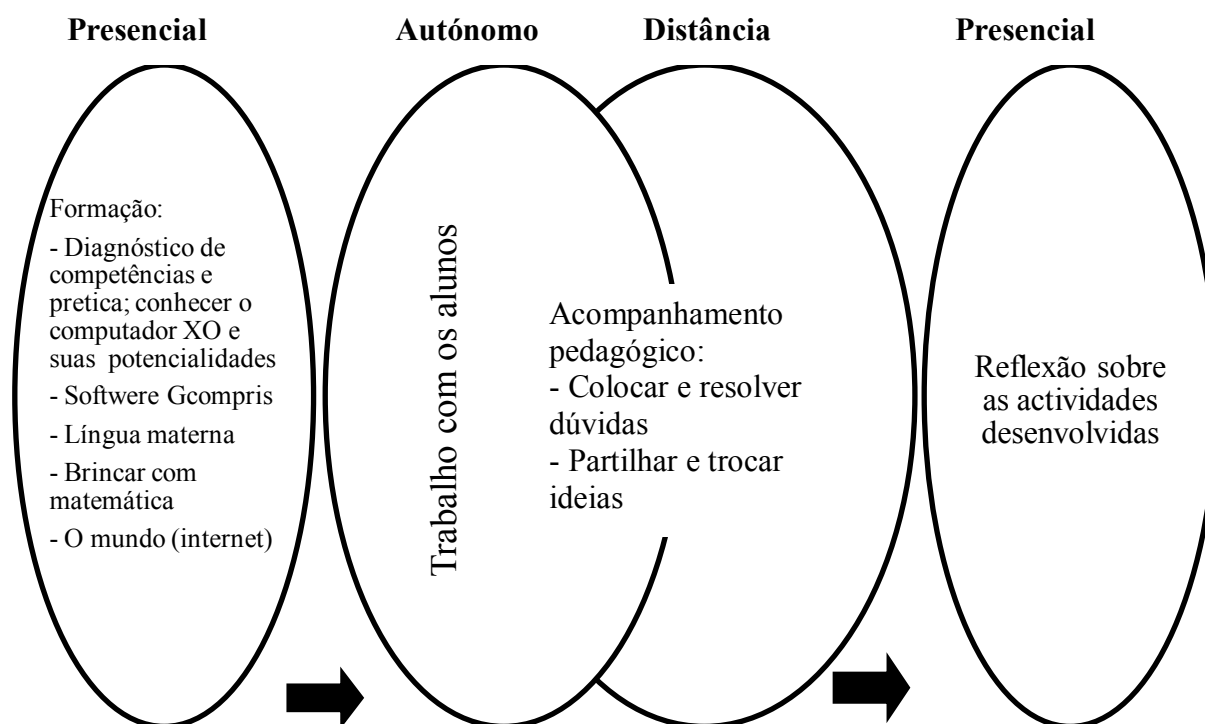 Presencial
Autónomo
Distância
Presencial
Formação:
- Diagnóstico de
competências e
pretica; conhecer o
computador XO e
suas potencialidades
- Softwere Gcompris
- Língua materna
- Brincar com
matemática
- O mundo (internet)
Trabalho com os alunos
Acompanhamento
pedagógico:
- Colocar e resolver
dúvidas
- Partilhar e trocar
ideias
Reflexão sobre
as actividades
desenvolvidas